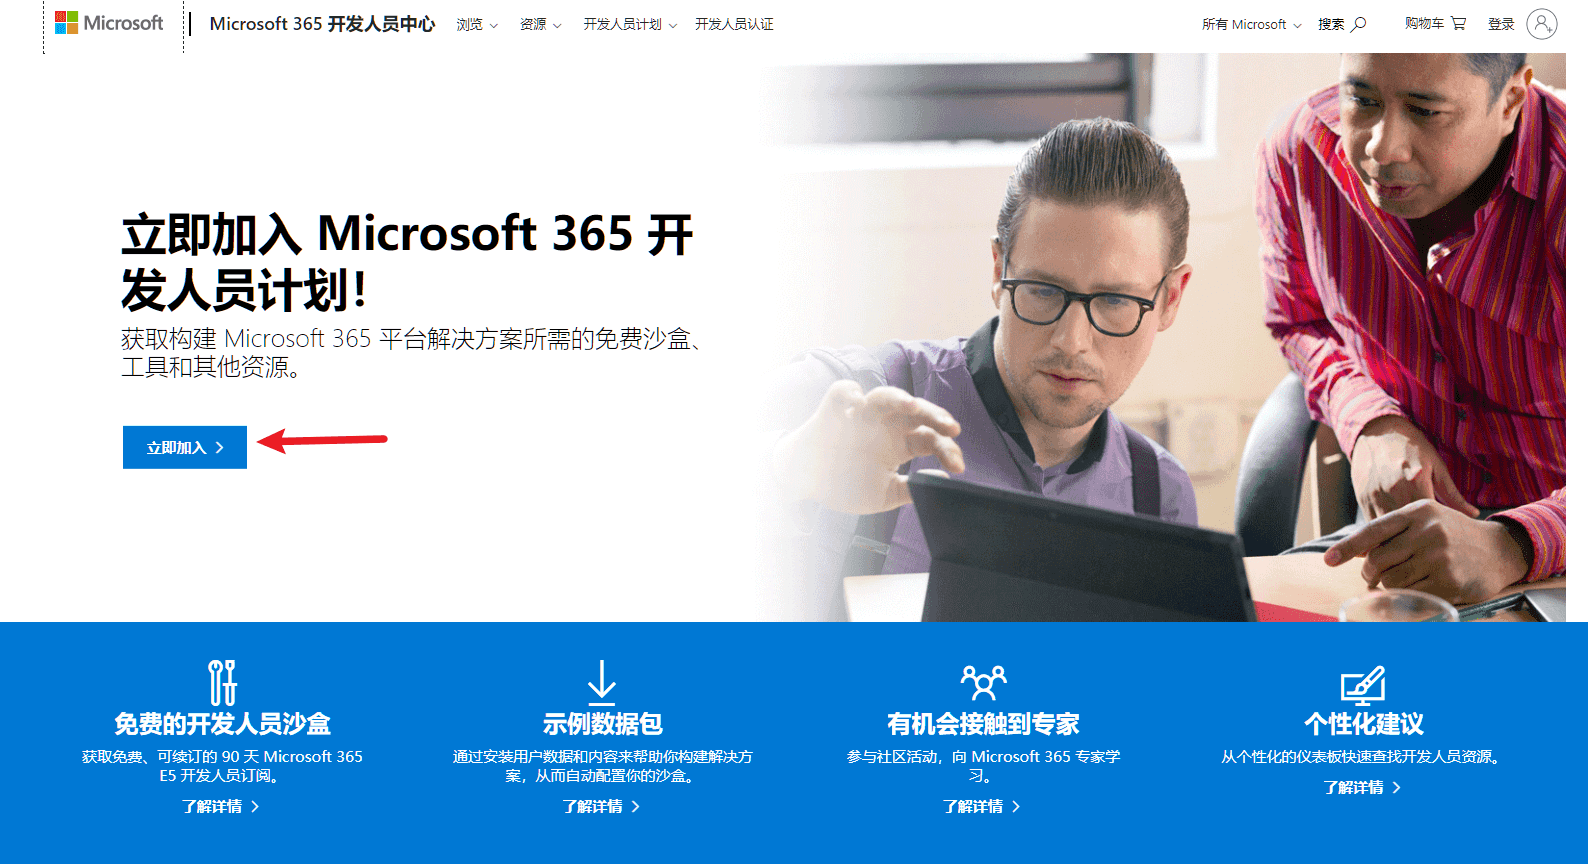 Microsoft
Microsoft 365 开发人员中心
浏览
资源
开发人员计划
开发人员认证
所有 Microsoft
搜索
购物车
登录
立即加入 Microsoft 365 开
发人员计划！
获取构建 Microsoft 365 平台解决方案所需的免费沙盒、
工具和其他资源。
立即加入
免费的开发人员沙盒
获取免费、可续订的 90 天 Microsoft 365
E5 开发人员订阅。
了解详情
示例数据包
通过安装用户数据和内容来帮助你构建解决方
案，从而自动配置你的沙盒。
了解详情
有机会接触到专家
参与社区活动，向 Microsoft 365 专家学
习。
了解详情
个性化建议
从个性化的仪表板快速查找开发人员资源。
了解详情